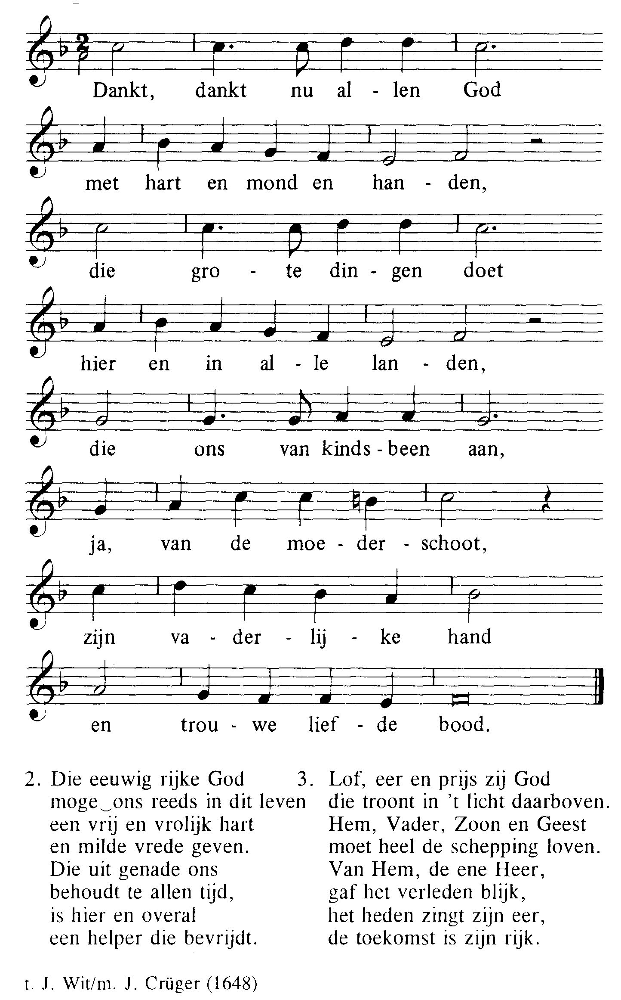 Dankt, dankt nu al - len God
met hart en mond en han - den,
die gro - te din - gen doet
hier en in al - le lan - den,
die ons van kinds - been aan,
ja, van de moe - der - schoot,
zijn va - der - lij - ke hand
en trou - we lief - de bood.
2. Die eeuwig rijke God
moge‿ons reeds in dit leven
een vrij en vrolijk hart
en milde vrede geven.
Die uit genade ons
behoudt te allen tijd,
is hier en overal
een helper die bevrijdt.
3. Lof, eer en prijs zij God
die troont in 't licht daarboven.
Hem, Vader, Zoon en Geest
moet heel de schepping loven.
Van Hem, de ene Heer,
gaf het verleden blijk,
het heden zingt zijn eer,
de toekomst is zijn rijk.
t. J. Wit/m. J. Crüger (1648)